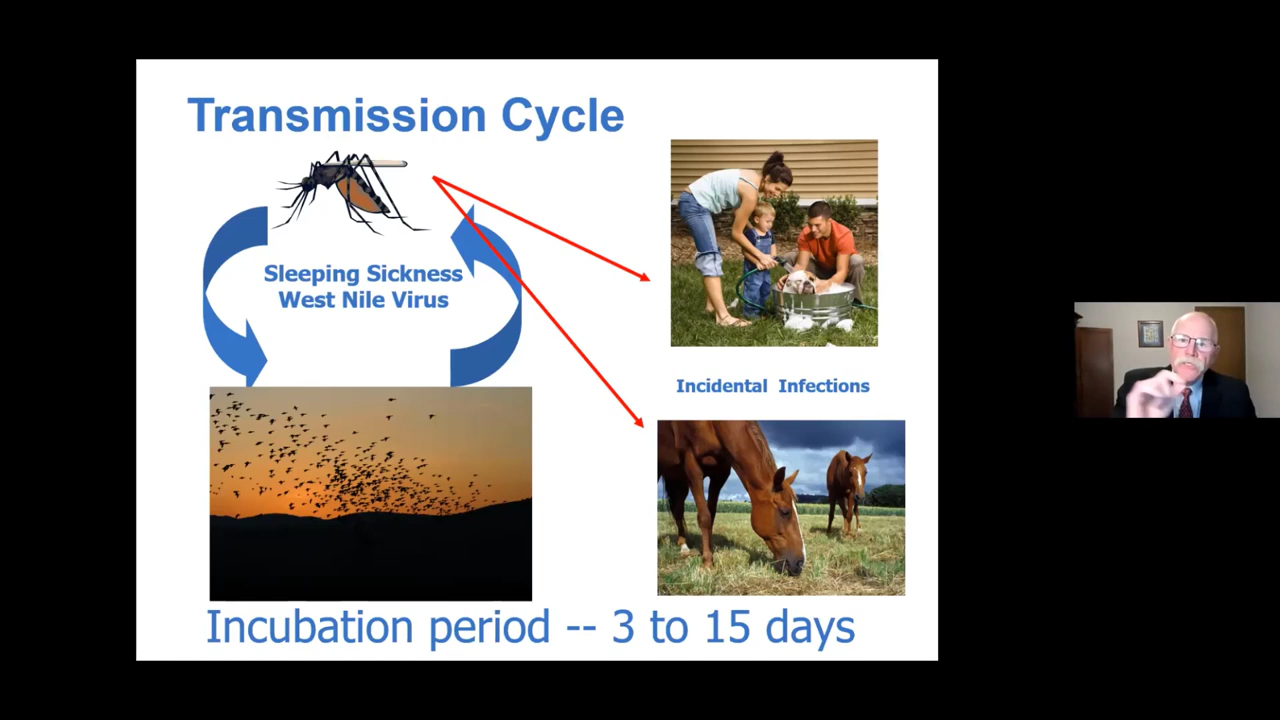 Transmission Cycle
Sleeping Sickness
West Nile Virus
Incidental Infections
Incubation period -- 3 to 15 days